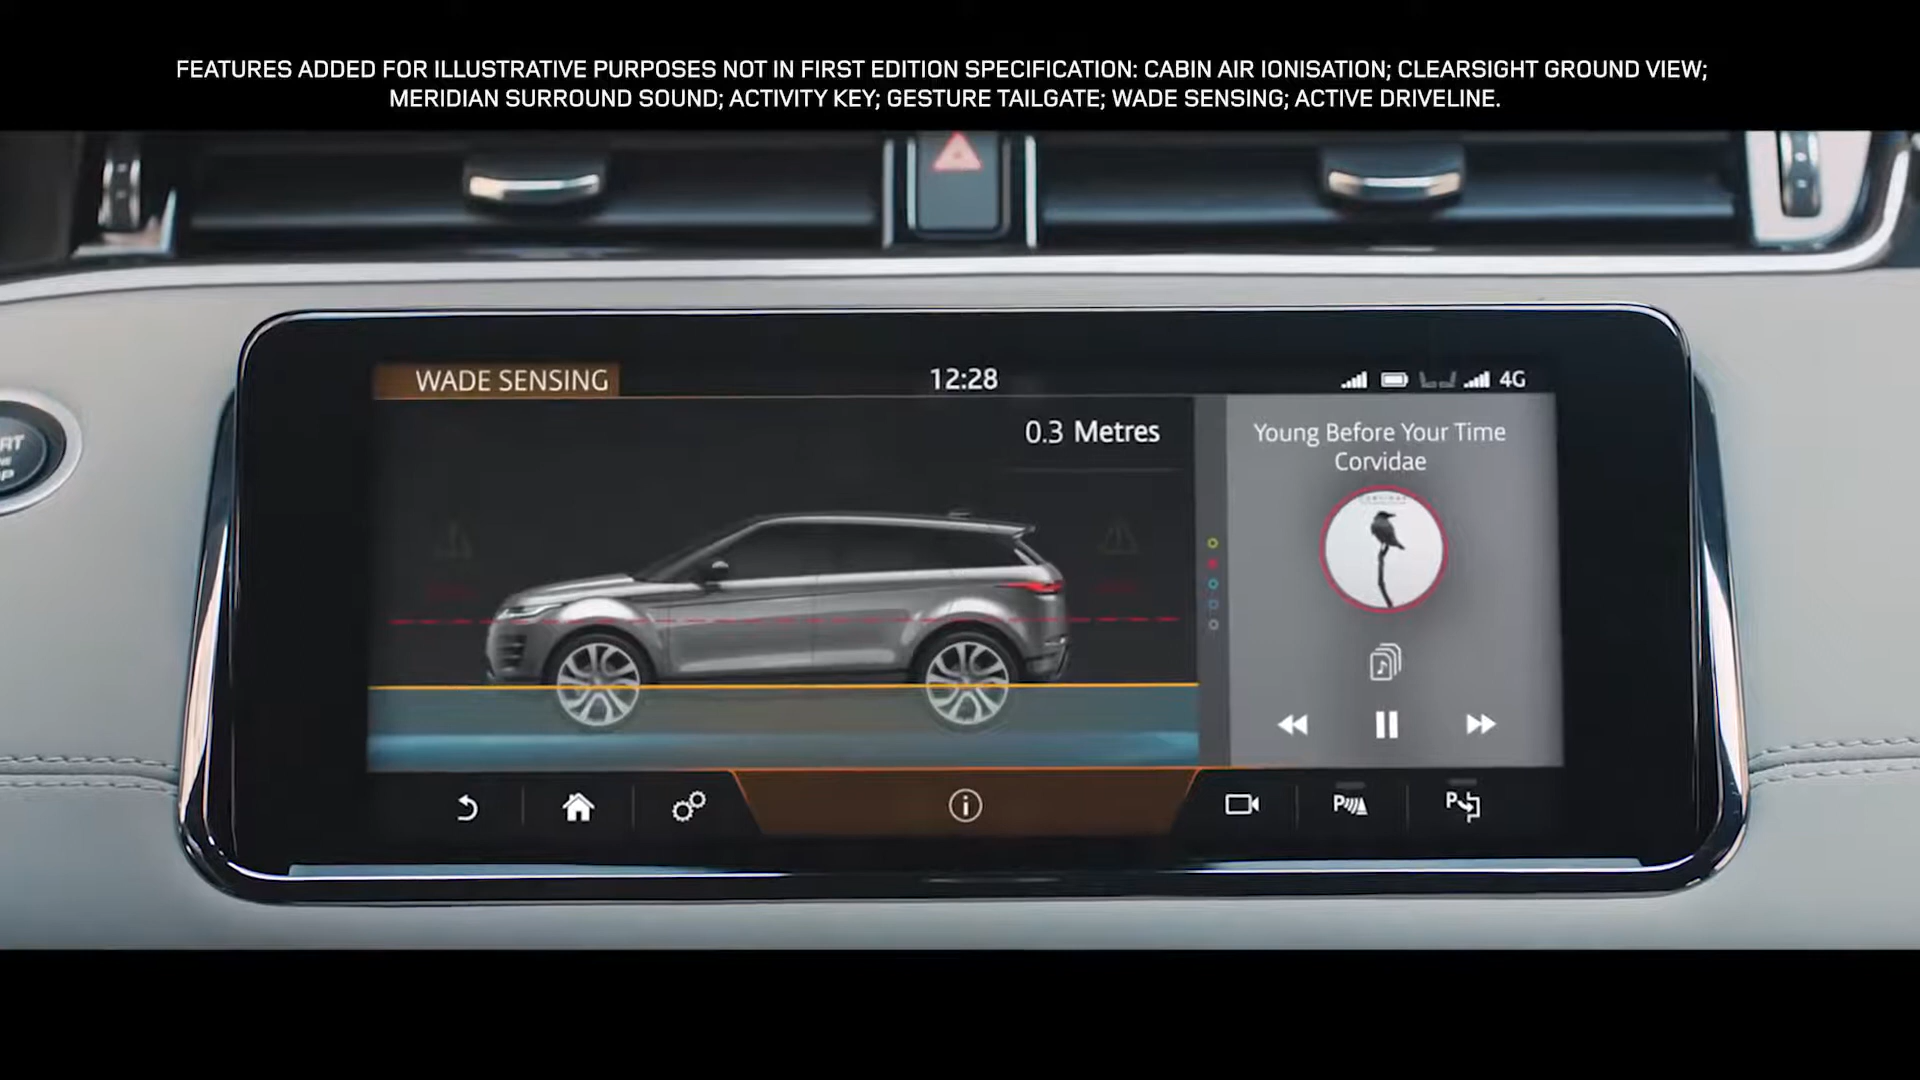 FEATURES ADDED FOR ILLUSTRATIVE PURPOSES NOT IN FIRST EDITION SPECIFICATION: CABIN AIR IONISATION; CLEARSIGHT GROUND VIEW;
MERIDIAN SURROUND SOUND; ACTIVITY KEY; GESTURE TAILGATE; WADE SENSING; ACTIVE DRIVELINE.
WADE SENSING
12:28
4G
0.3 Metres
Young Before Your Time
Corvidae